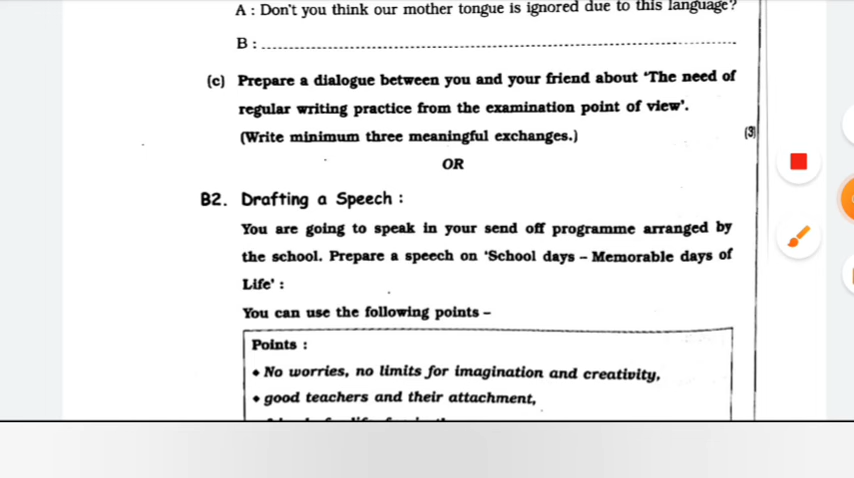 A : Don't you think our mother tongue is ignored due to this language?
B :
(c) Prepare a dialogue between you and your friend about 'The need of
regular writing practice from the examination point of view'.
(Write minimum three meaningful exchanges.) (3)
OR
B2. Drafting a Speech :
You are going to speak in your send off programme arranged by
the school. Prepare a speech on 'School days – Memorable days of
Life' :
You can use the following points –
Points :
• No worries, no limits for imagination and creativity,
• good teachers and their attachment,